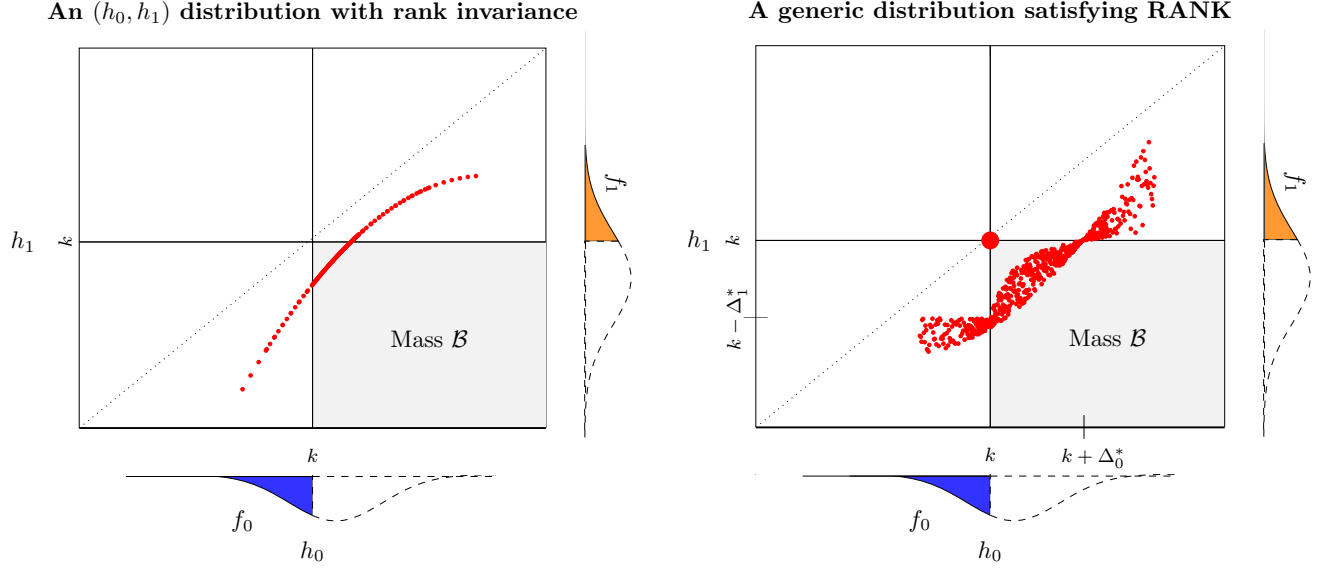 An (h₀, h₁) distribution with rank invariance
h₁
k
Mass ℬ
k
f₁
f₀
h₀
A generic distribution satisfying RANK
h₁
k
k − Δ₁*
Mass ℬ
k
k + Δ₀*
f₁
f₀
h₀